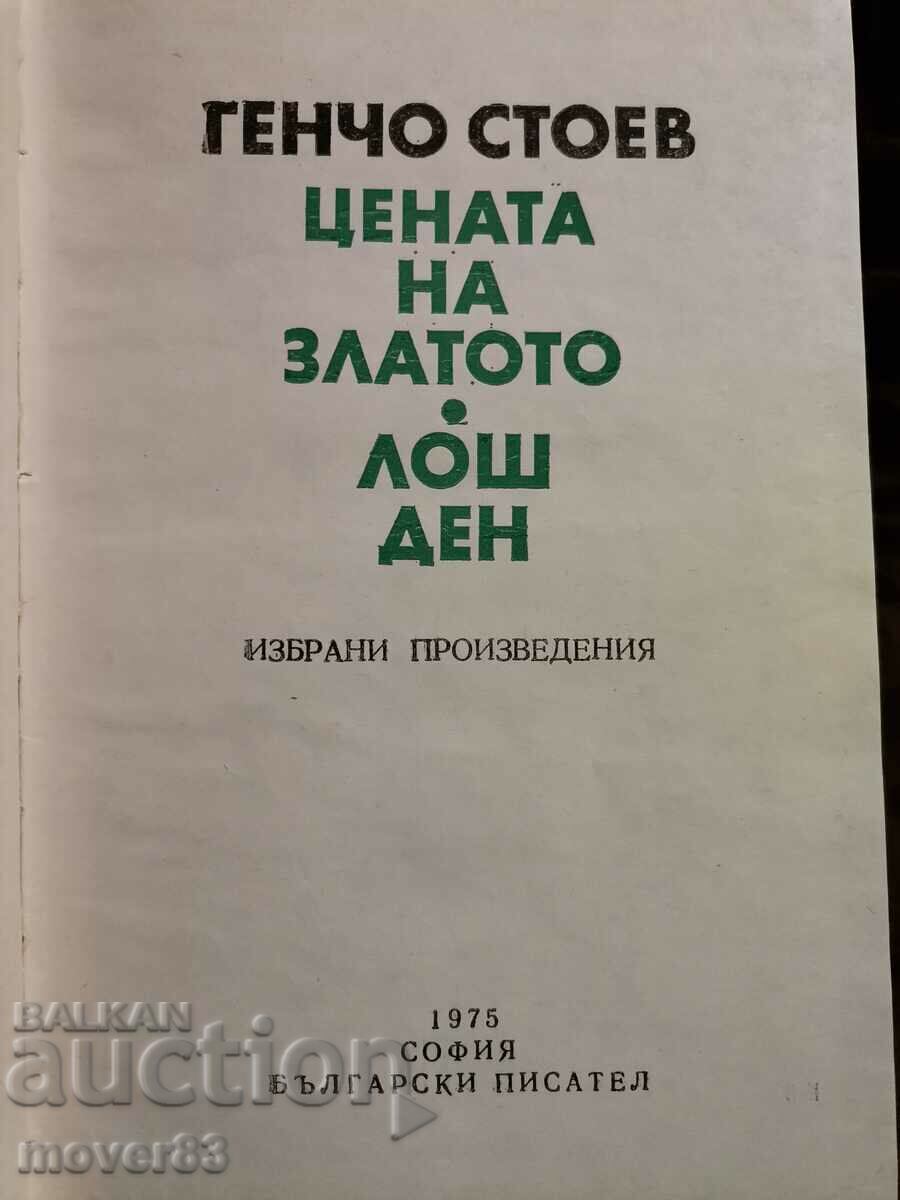 ГЕНЧО СТОЕВ
ЦЕНАТА
НА
ЗЛАТОТО
•
ЛОШ
ДЕН
ИЗБРАНИ ПРОИЗВЕДЕНИЯ
1975
СОФИЯ
БЪЛГАРСКИ ПИСАТЕЛ
BALKAN
auction
mover83